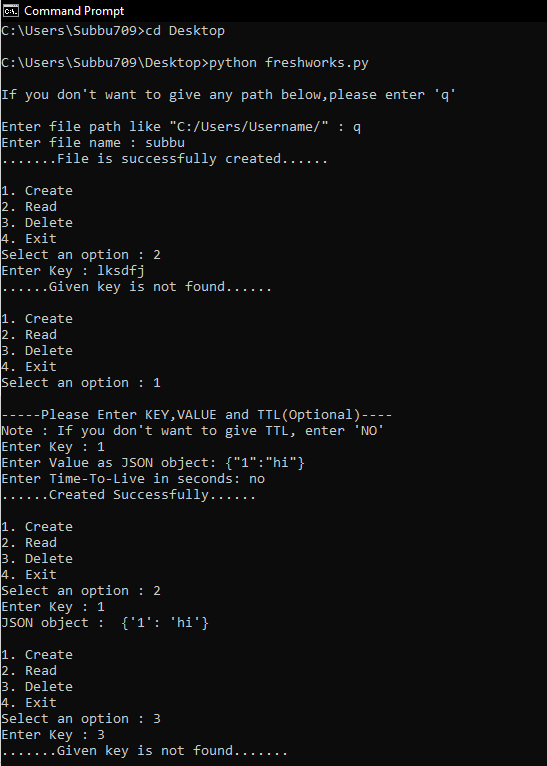 Command Prompt
C:\Users\Subbu709>cd Desktop
C:\Users\Subbu709\Desktop>python freshworks.py
If you don't want to give any path below,please enter 'q'
Enter file path like "C:/Users/Username/" : q
Enter file name : subbu
.......File is successfully created......
1. Create
2. Read
3. Delete
4. Exit
Select an option : 2
Enter Key : lksdfj
......Given key is not found......
1. Create
2. Read
3. Delete
4. Exit
Select an option : 1
-----Please Enter KEY,VALUE and TTL(Optional)----
Note : If you don't want to give TTL, enter 'NO'
Enter Key : 1
Enter Value as JSON object: {"1":"hi"}
Enter Time-To-Live in seconds: no
......Created Successfully......
1. Create
2. Read
3. Delete
4. Exit
Select an option : 2
Enter Key : 1
JSON object :  {'1': 'hi'}
1. Create
2. Read
3. Delete
4. Exit
Select an option : 3
Enter Key : 3
.......Given key is not found.......